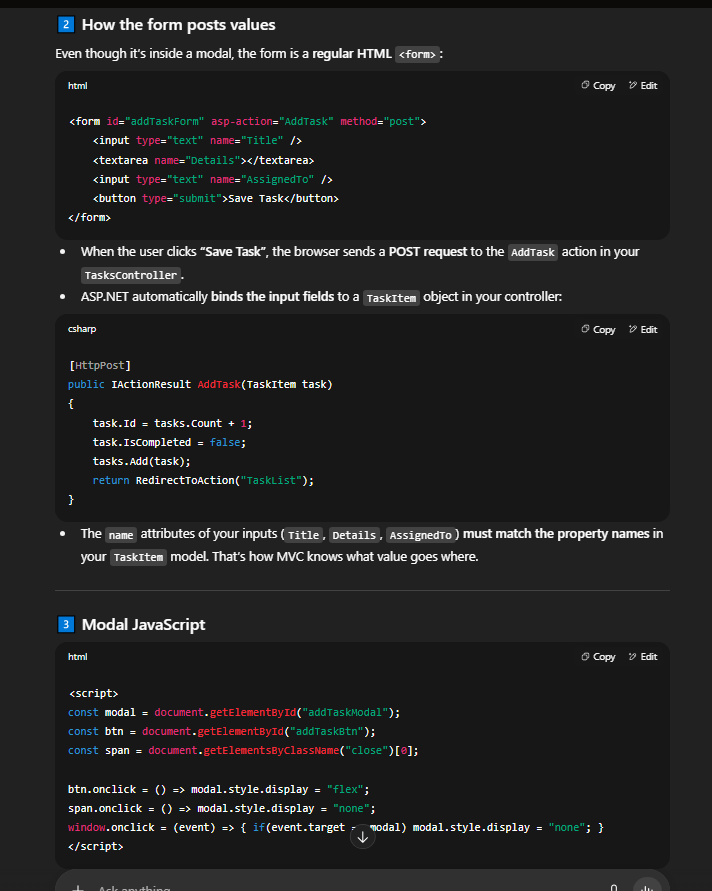 2 How the form posts values
Even though it's inside a modal, the form is a regular HTML <form>:
html Copy Edit
<form id="addTaskForm" asp-action="AddTask" method="post">
    <input type="text" name="Title" />
    <textarea name="Details"></textarea>
    <input type="text" name="AssignedTo" />
    <button type="submit">Save Task</button>
</form>
• When the user clicks “Save Task”, the browser sends a POST request to the AddTask action in your
TasksController.
• ASP.NET automatically binds the input fields to a TaskItem object in your controller:
csharp Copy Edit
[HttpPost]
public IActionResult AddTask(TaskItem task)
{
    task.Id = tasks.Count + 1;
    task.IsCompleted = false;
    tasks.Add(task);
    return RedirectToAction("TaskList");
}
• The name attributes of your inputs (Title, Details, AssignedTo) must match the property names in
your TaskItem model. That's how MVC knows what value goes where.
3 Modal JavaScript
html Copy Edit
<script>
const modal = document.getElementById("addTaskModal");
const btn = document.getElementById("addTaskBtn");
const span = document.getElementsByClassName("close")[0];
btn.onclick = () => modal.style.display = "flex";
span.onclick = () => modal.style.display = "none";
window.onclick = (event) => { if(event.target modal) modal.style.display = "none"; }
</script>
Ask anything